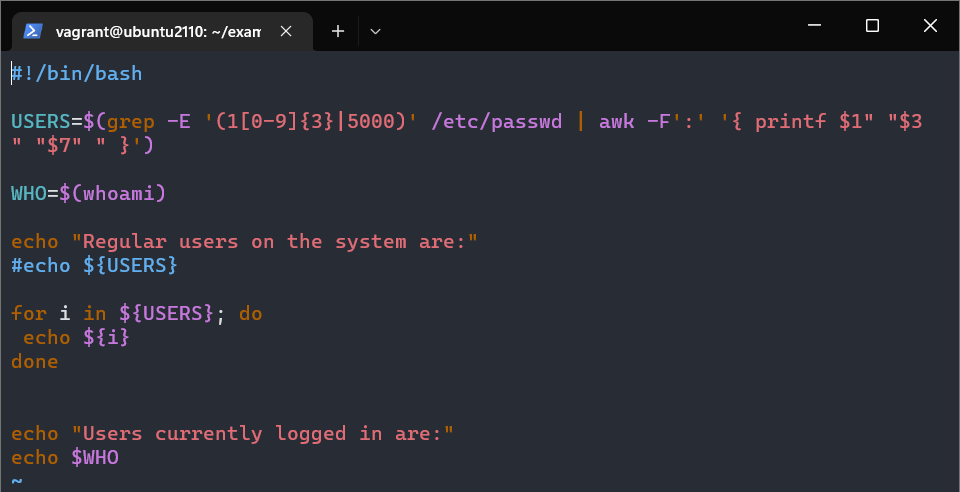 vagrant@ubuntu2110: ~/exam
#!/bin/bash
USERS=$(grep -E '(1[0-9]{3}|5000)' /etc/passwd | awk -F':' '{ printf $1" "$3
" "$7" " }')
WHO=$(whoami)
echo "Regular users on the system are:"
#echo ${USERS}
for i in ${USERS}; do
 echo ${i}
done
echo "Users currently logged in are:"
echo $WHO
~